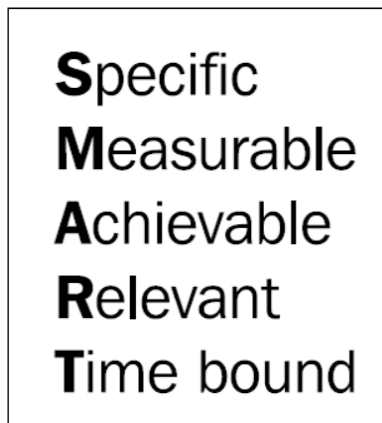 Specific
Measurable
Achievable
Relevant
Time bound